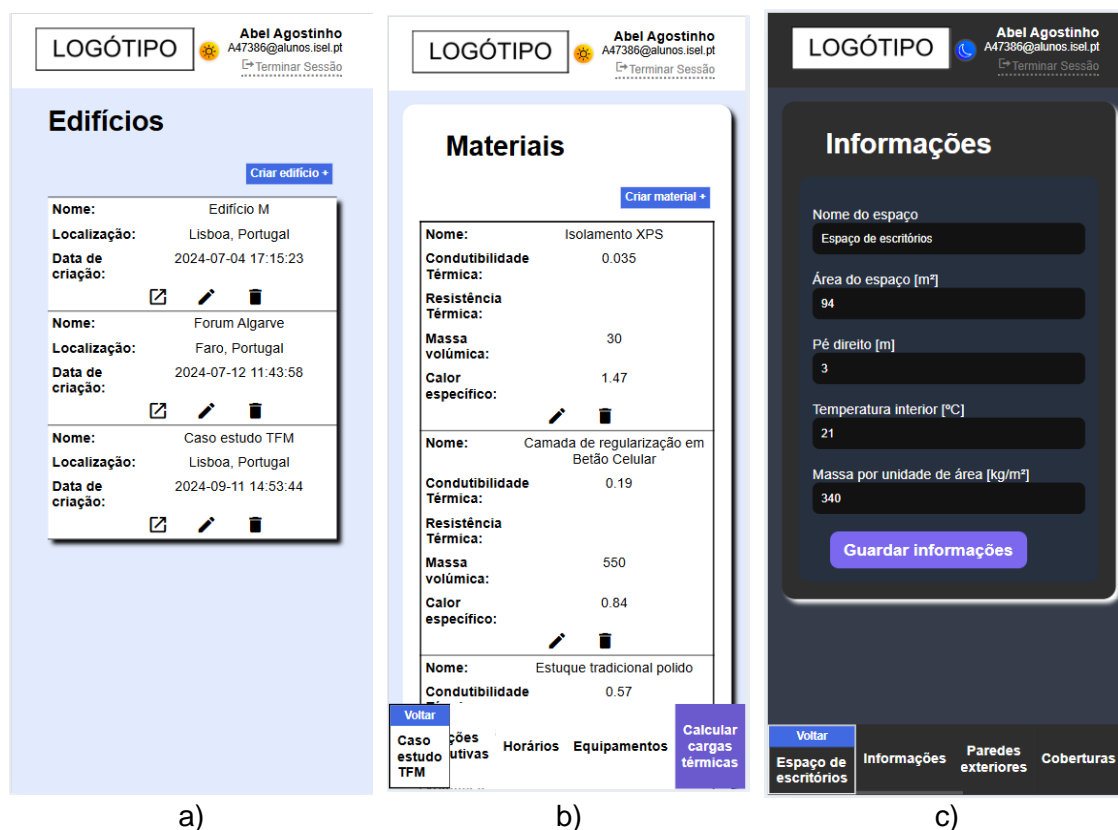 LOGÓTIPO
Abel Agostinho
A47386@alunos.isel.pt
Terminar Sessão
Edifícios
Criar edifício +
Nome: Edifício M
Localização: Lisboa, Portugal
Data de 2024-07-04 17:15:23
criação:
Nome: Forum Algarve
Localização: Faro, Portugal
Data de 2024-07-12 11:43:58
criação:
Nome: Caso estudo TFM
Localização: Lisboa, Portugal
Data de 2024-09-11 14:53:44
criação:
a)
LOGÓTIPO
Abel Agostinho
A47386@alunos.isel.pt
Terminar Sessão
Materiais
Criar material +
Nome: Isolamento XPS
Condutibilidade 0.035
Térmica:
Resistência
Térmica:
Massa 30
volúmica:
Calor 1.47
específico:
Nome: Camada de regularização em
Betão Celular
Condutibilidade 0.19
Térmica:
Resistência
Térmica:
Massa 550
volúmica:
Calor 0.84
específico:
Nome: Estuque tradicional polido
Condutibilidade 0.57
Voltar
Caso
estudo
TFM
ções
utivas
Horários
Equipamentos
Calcular
cargas
térmicas
b)
LOGÓTIPO
Abel Agostinho
A47386@alunos.isel.pt
Terminar Sessão
Informações
Nome do espaço
Espaço de escritórios
Área do espaço [m²]
94
Pé direito [m]
3
Temperatura interior [ºC]
21
Massa por unidade de área [kg/m²]
340
Guardar informações
Voltar
Espaço de
escritórios
Informações
Paredes
exteriores
Coberturas
c)